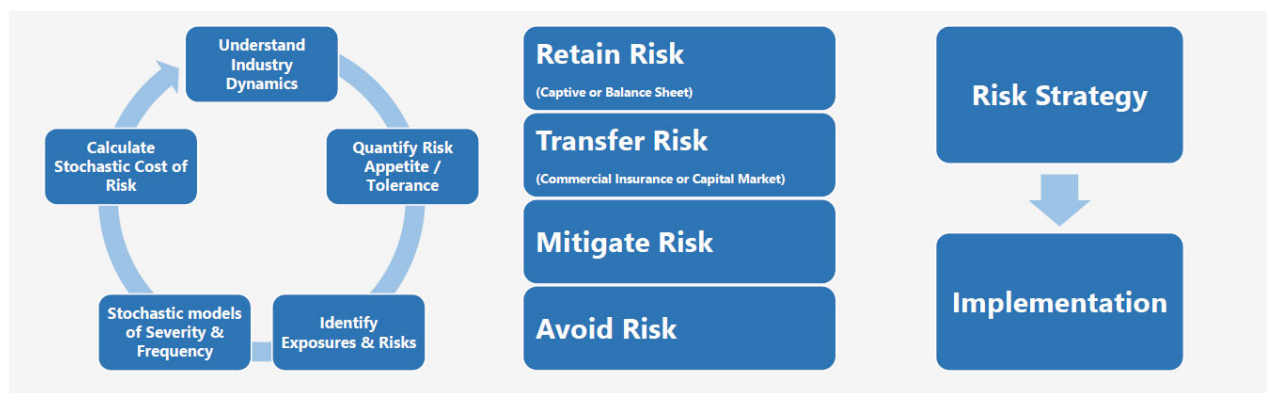 Understand
Industry
Dynamics
Quantify Risk
Appetite /
Tolerance
Identify
Exposures & Risks
Stochastic models
of Severity &
Frequency
Calculate
Stochastic Cost of
Risk
Retain Risk
(Captive or Balance Sheet)
Transfer Risk
(Commercial Insurance or Capital Market)
Mitigate Risk
Avoid Risk
Risk Strategy
Implementation